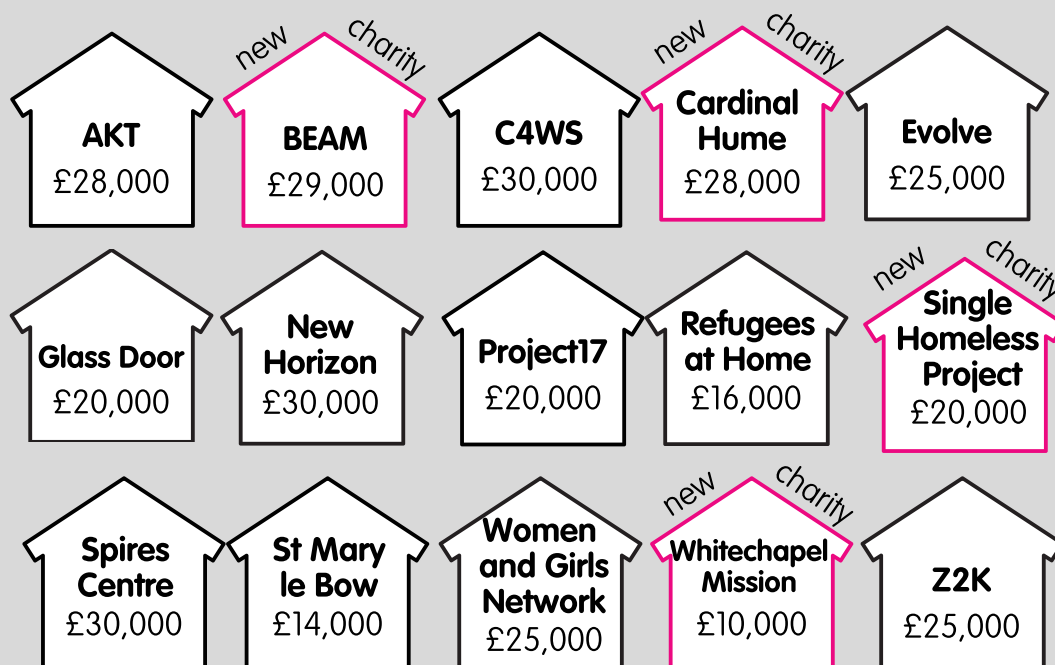 AKT
£28,000
new charity
BEAM
£29,000
C4WS
£30,000
new charity
Cardinal
Hume
£28,000
Evolve
£25,000
Glass Door
£20,000
New
Horizon
£30,000
Project17
£20,000
Refugees
at Home
£16,000
new charity
Single
Homeless
Project
£20,000
Spires
Centre
£30,000
St Mary
le Bow
£14,000
Women
and Girls
Network
£25,000
new charity
Whitechapel
Mission
£10,000
Z2K
£25,000